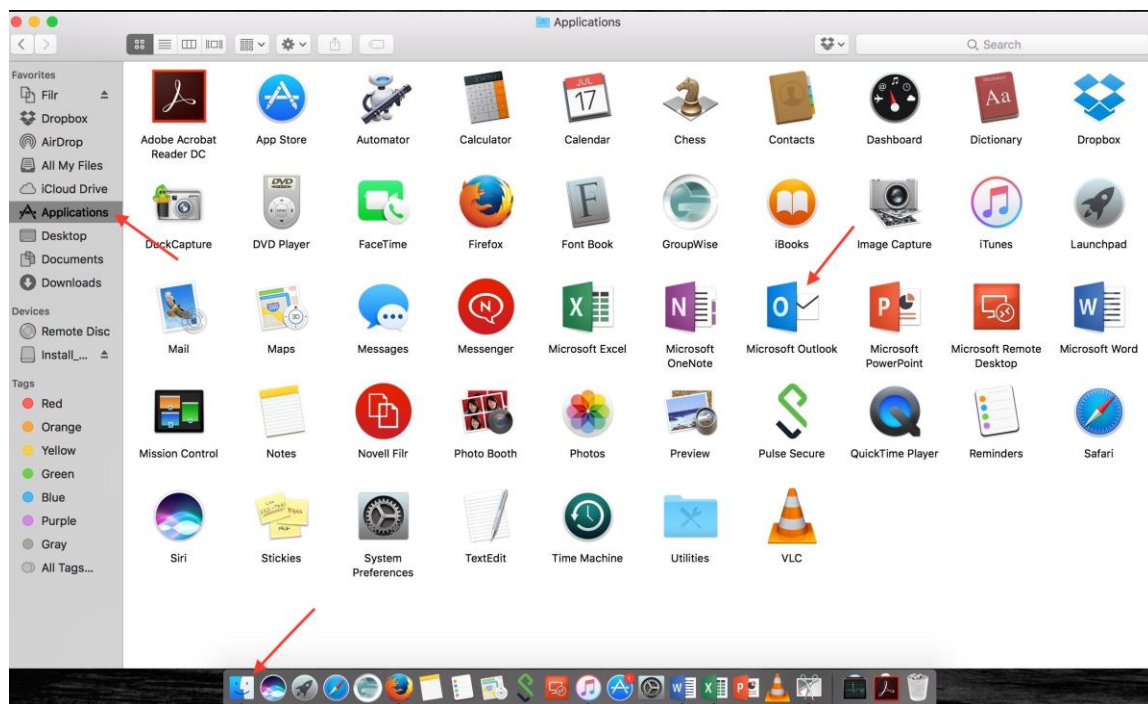 Applications
Search
Favorites
Filr
Dropbox
AirDrop
All My Files
iCloud Drive
Applications
Desktop
Documents
Downloads
Devices
Remote Disc
Install_...
Tags
Red
Orange
Yellow
Green
Blue
Purple
Gray
All Tags...
Adobe Acrobat
Reader DC
App Store
Automator
Calculator
JUL
17
Calendar
Chess
Contacts
Dashboard
Aa
Dictionary
Dropbox
DuckCapture
DVD
DVD Player
FaceTime
Firefox
F
Font Book
GroupWise
iBooks
Image Capture
iTunes
Launchpad
Mail
3D
Maps
Messages
N
Messenger
X
Microsoft Excel
N
Microsoft
OneNote
O
Microsoft Outlook
P
Microsoft
PowerPoint
Microsoft Remote
Desktop
W
Microsoft Word
Mission Control
Notes
Novell Filr
Photo Booth
Photos
Preview
Pulse Secure
QuickTime Player
Reminders
Safari
Siri
Stickies
System
Preferences
TextEdit
Time Machine
Utilities
VLC